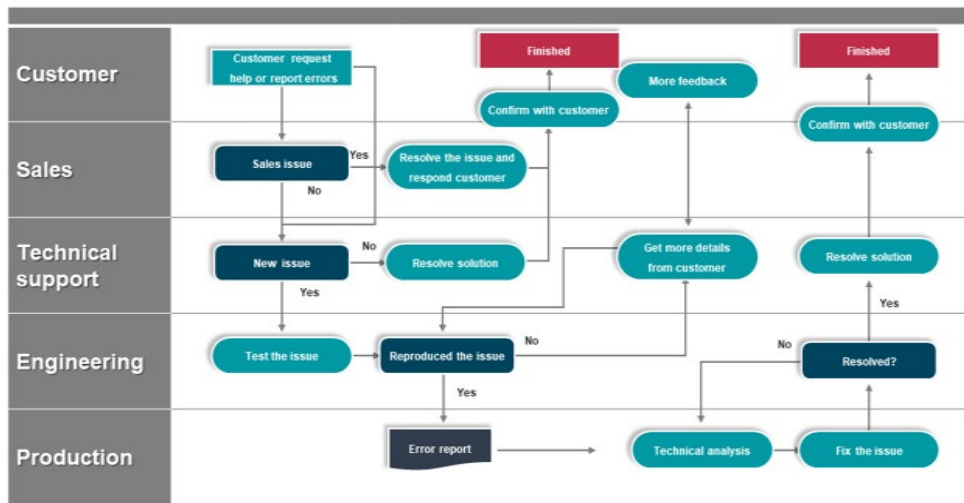 Customer
Customer request
help or report errors
Finished
More feedback
Finished
Confirm with customer
Confirm with customer
Sales
Sales issue
Yes
Resolve the issue and
respond customer
No
Technical
support
New issue
No
Resolve solution
Get more details
from customer
Resolve solution
Yes
Yes
Engineering
Test the issue
Reproduced the issue
No
No
Resolved?
Yes
Production
Error report
Technical analysis
Fix the issue